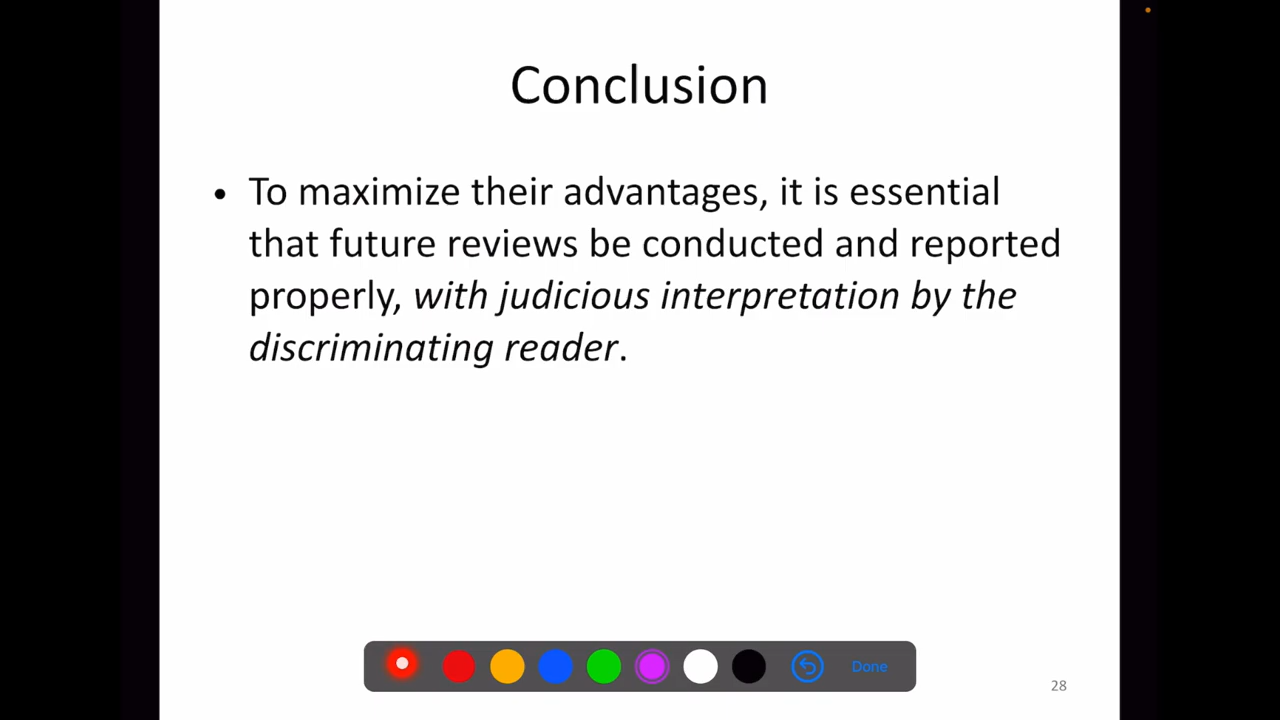 Conclusion
• To maximize their advantages, it is essential
that future reviews be conducted and reported
properly, with judicious interpretation by the
discriminating reader.
Done
28